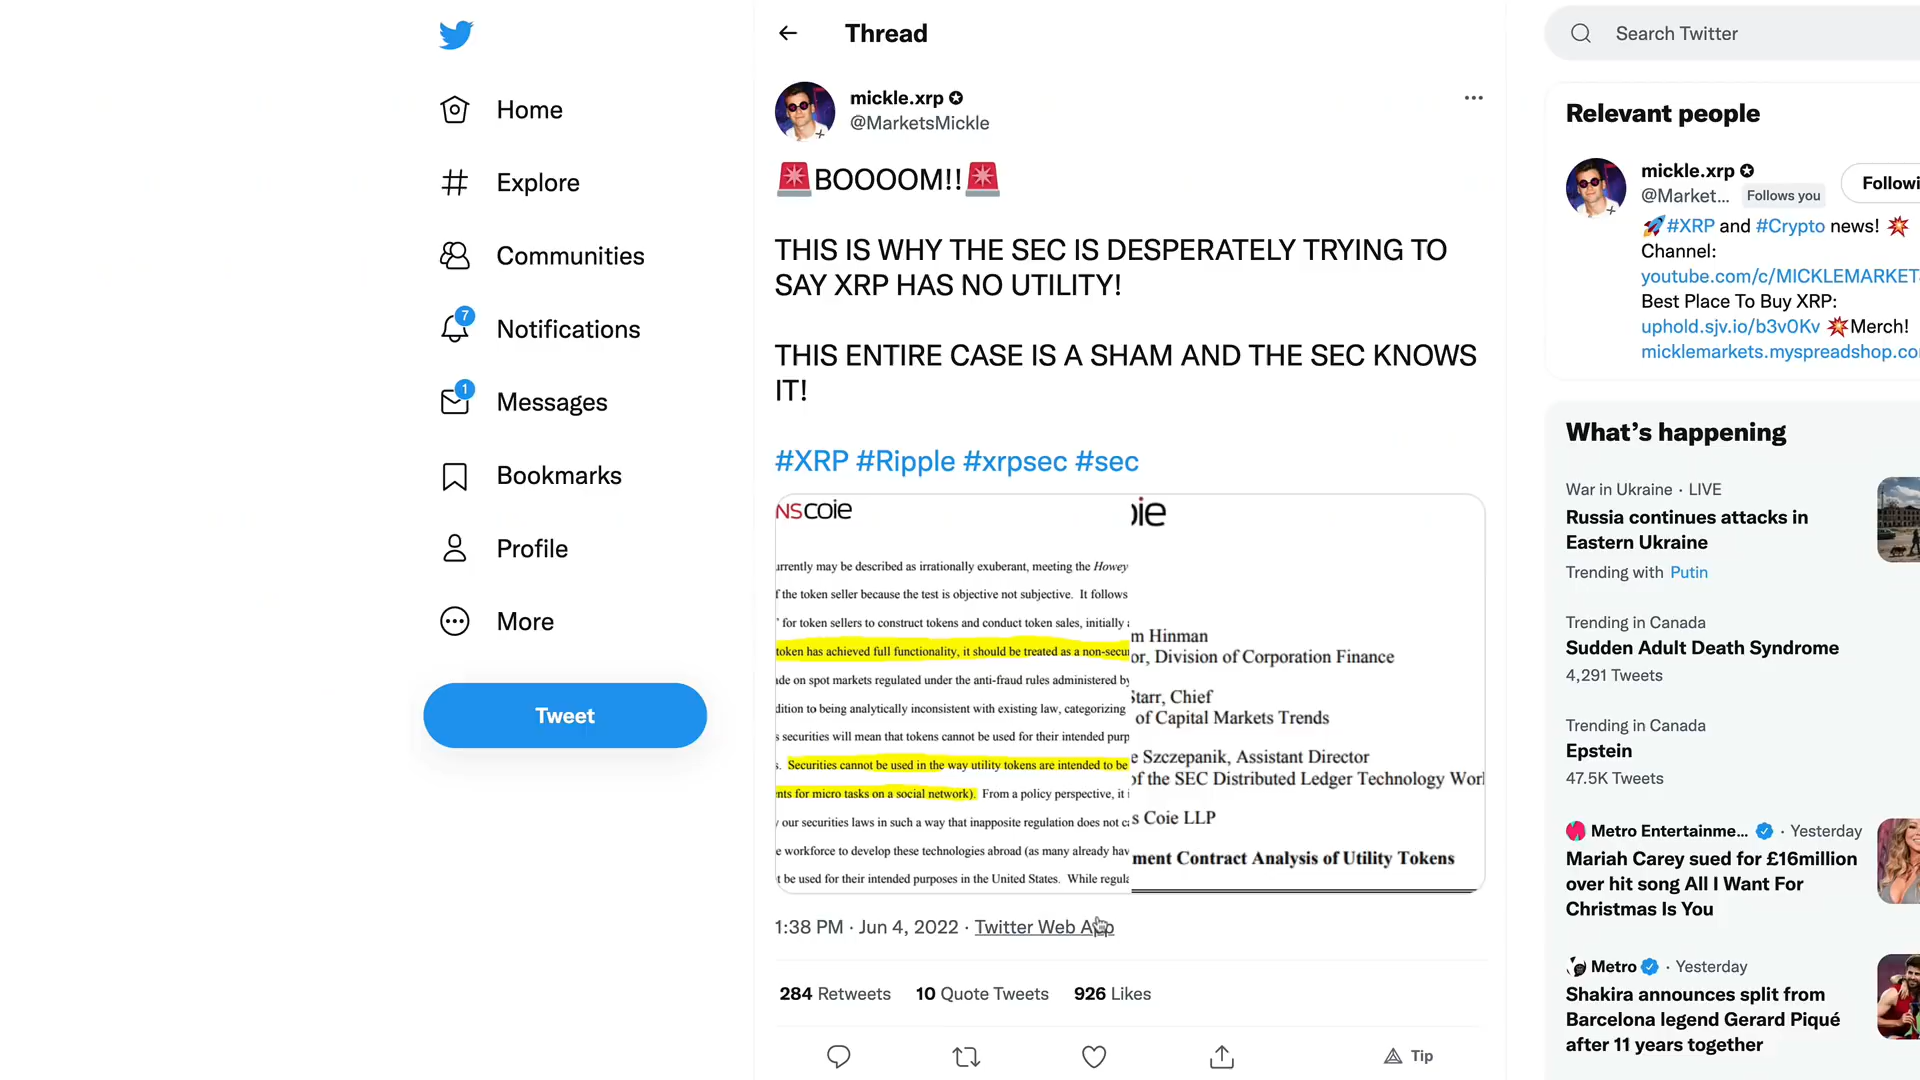 Home
Explore
Communities
7
Notifications
1
Messages
Bookmarks
Profile
More
Tweet
Thread
mickle.xrp
@MarketsMickle
BOOOOM!!
THIS IS WHY THE SEC IS DESPERATELY TRYING TO
SAY XRP HAS NO UTILITY!
THIS ENTIRE CASE IS A SHAM AND THE SEC KNOWS
IT!
#XRP #Ripple #xrpsec #sec
NSCOIE
urrently may be described as irrationally exuberant, meeting the Howey
f the token seller because the test is objective not subjective. It follows
for token sellers to construct tokens and conduct token sales, initially
token has achieved full functionality, it should be treated as a non-secu
ade on spot markets regulated under the anti-fraud rules administered by
dition to being analytically inconsistent with existing law, categorizing
s securities will mean that tokens cannot be used for their intended purp
s. Securities cannot be used in the way utility tokens are intended to be
nts for micro tasks on a social network). From a policy perspective, it i
y our securities laws in such a way that inapposite regulation does not c
e workforce to develop these technologies abroad (as many already hav
t be used for their intended purposes in the United States. While regula
oie
m Hinman
or, Division of Corporation Finance
Starr, Chief
of Capital Markets Trends
e Szczepanik, Assistant Director
of the SEC Distributed Ledger Technology Wor
s Coie LLP
ment Contract Analysis of Utility Tokens
1:38 PM · Jun 4, 2022 · Twitter Web App
284 Retweets 10 Quote Tweets 926 Likes
Tip
Search Twitter
Relevant people
mickle.xrp
@Market... Follows you
Followi
#XRP and #Crypto news!
Channel:
youtube.com/c/MICKLEMARKET
Best Place To Buy XRP:
uphold.sjv.io/b3v0Kv Merch!
micklemarkets.myspreadshop.co
What's happening
War in Ukraine · LIVE
Russia continues attacks in
Eastern Ukraine
Trending with Putin
Trending in Canada
Sudden Adult Death Syndrome
4,291 Tweets
Trending in Canada
Epstein
47.5K Tweets
Metro Entertainme... · Yesterday
Mariah Carey sued for £16million
over hit song All I Want For
Christmas Is You
Metro · Yesterday
Shakira announces split from
Barcelona legend Gerard Piqué
after 11 years together